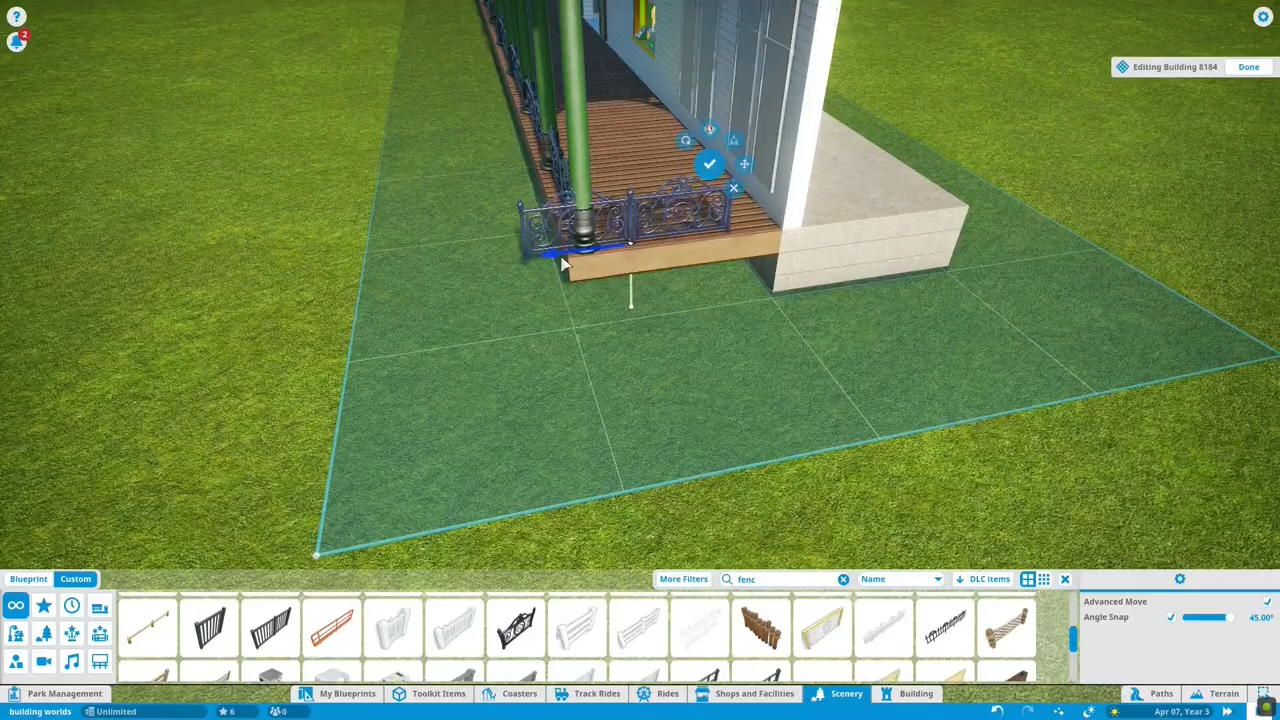 ?
2
Editing Building 8184 Done
Blueprint Custom More Filters fenc Name DLC items
Advanced Move
Angle Snap 45.00°
Park Management My Blueprints Toolkit Items Coasters Track Rides Rides Shops and Facilities Scenery Building Paths Terrain
building worlds Unlimited 6 0 Apr 07, Year 3